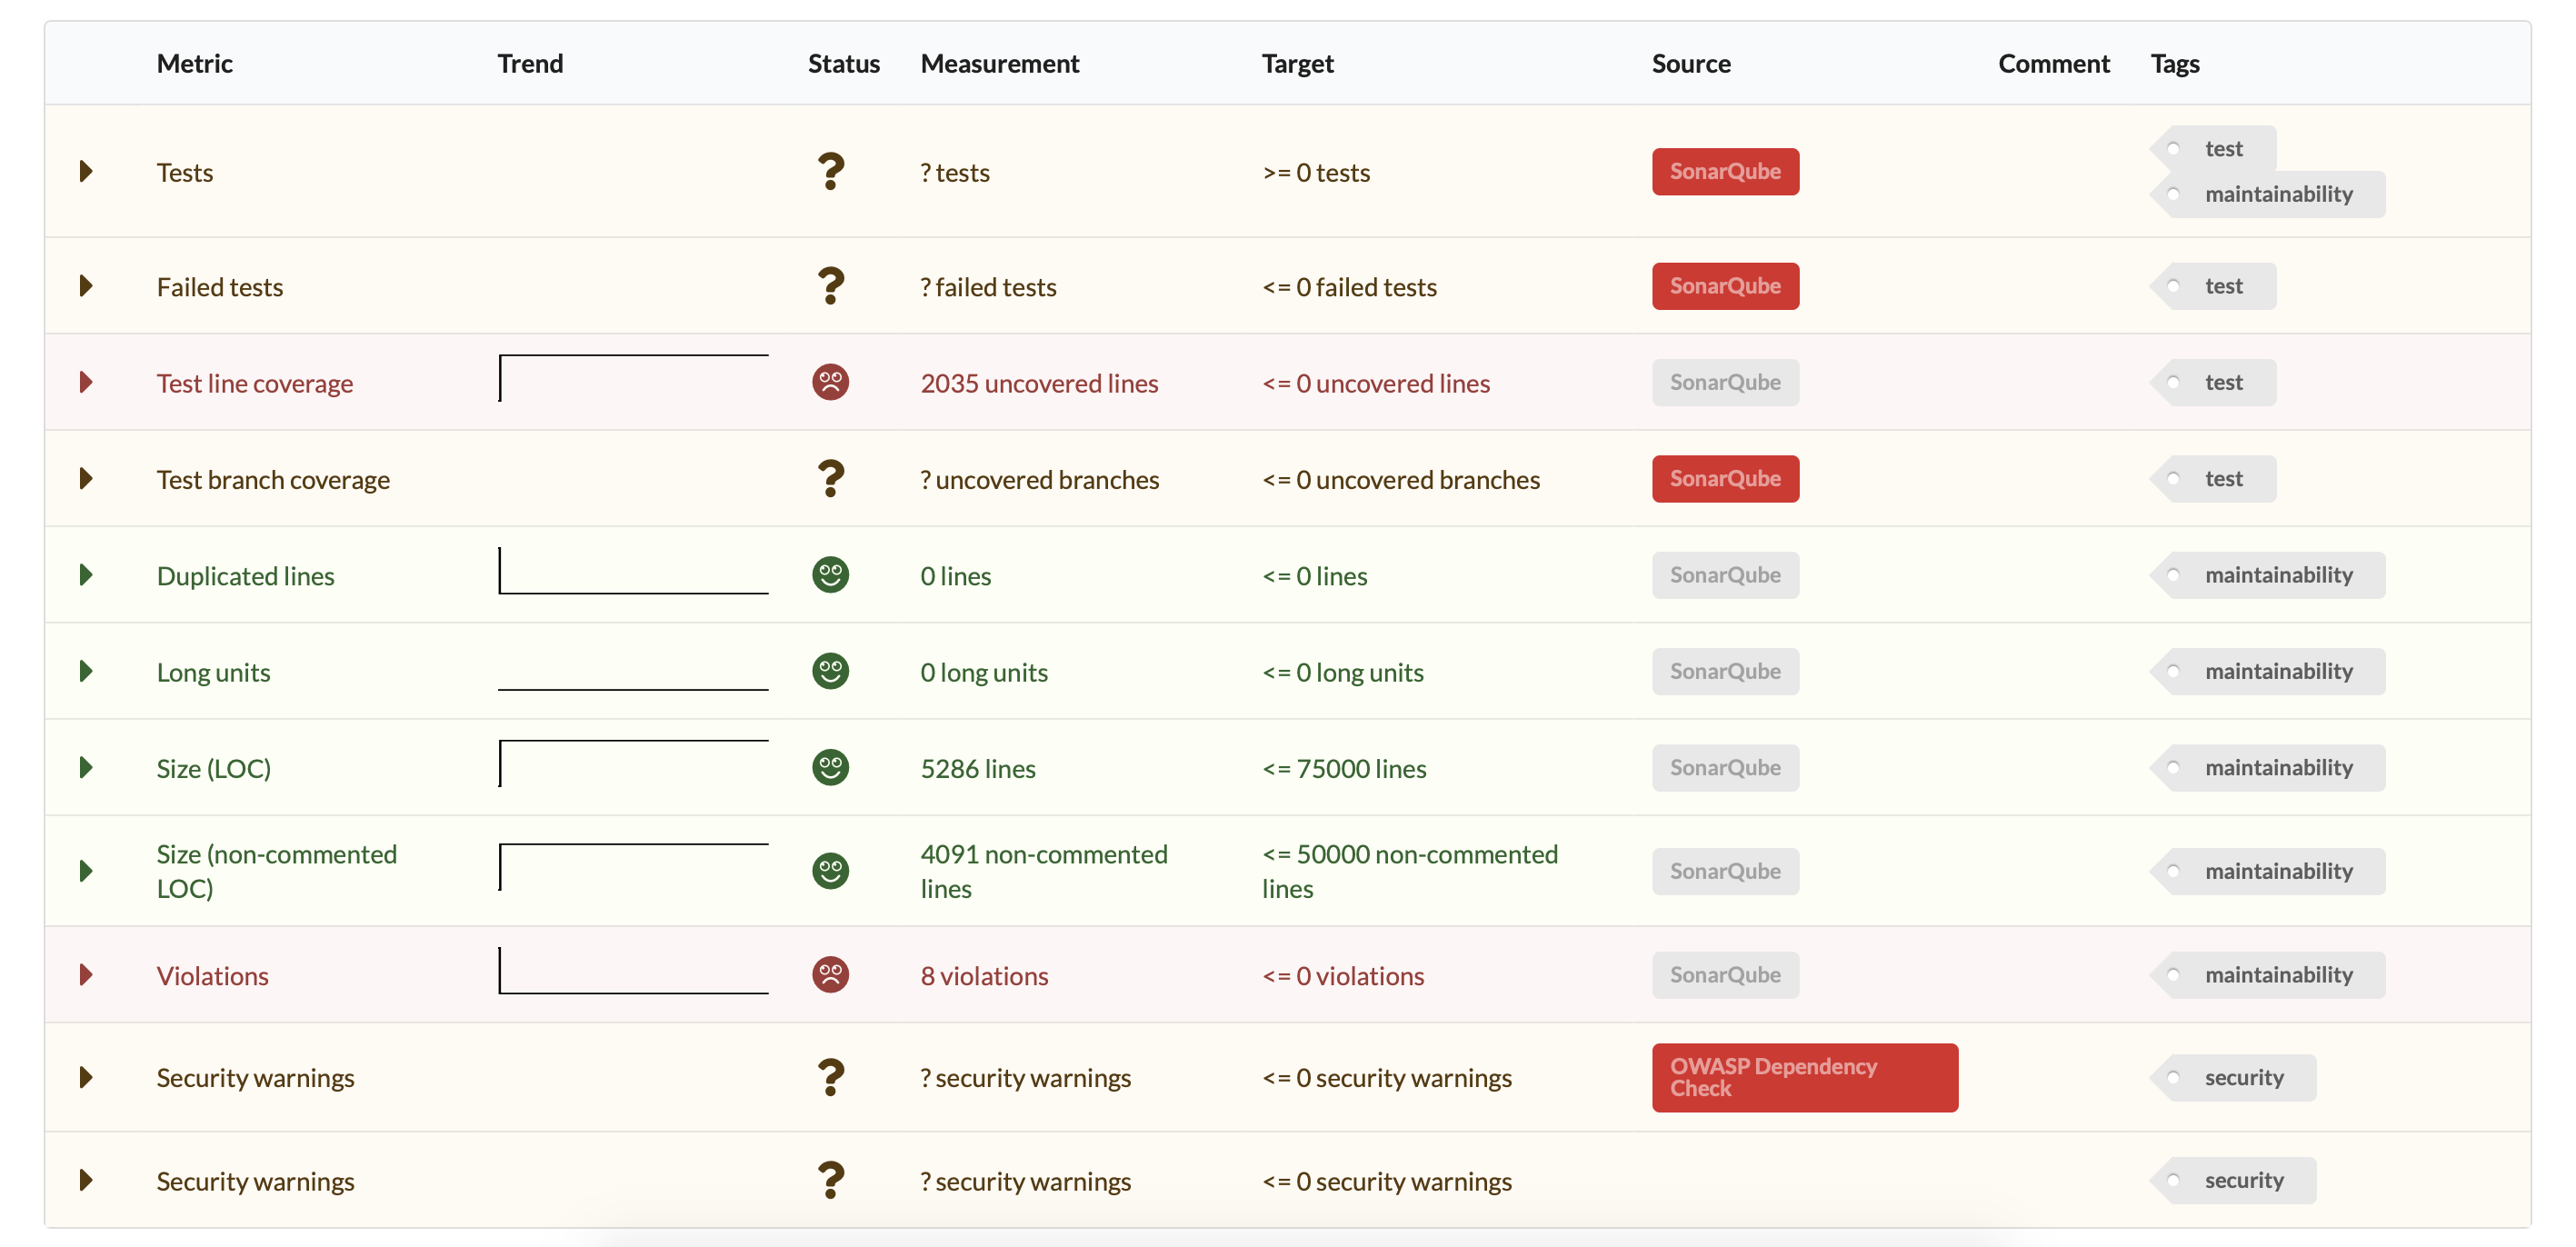 Metric Trend Status Measurement Target Source Comment Tags
Tests ? ? tests >= 0 tests SonarQube test
maintainability
Failed tests ? ? failed tests <= 0 failed tests SonarQube test
Test line coverage 2035 uncovered lines <= 0 uncovered lines SonarQube test
Test branch coverage ? ? uncovered branches <= 0 uncovered branches SonarQube test
Duplicated lines 0 lines <= 0 lines SonarQube maintainability
Long units 0 long units <= 0 long units SonarQube maintainability
Size (LOC) 5286 lines <= 75000 lines SonarQube maintainability
Size (non-commented 4091 non-commented <= 50000 non-commented SonarQube maintainability
LOC) lines lines
Violations 8 violations <= 0 violations SonarQube maintainability
Security warnings ? ? security warnings <= 0 security warnings OWASP Dependency security
Check
Security warnings ? ? security warnings <= 0 security warnings security